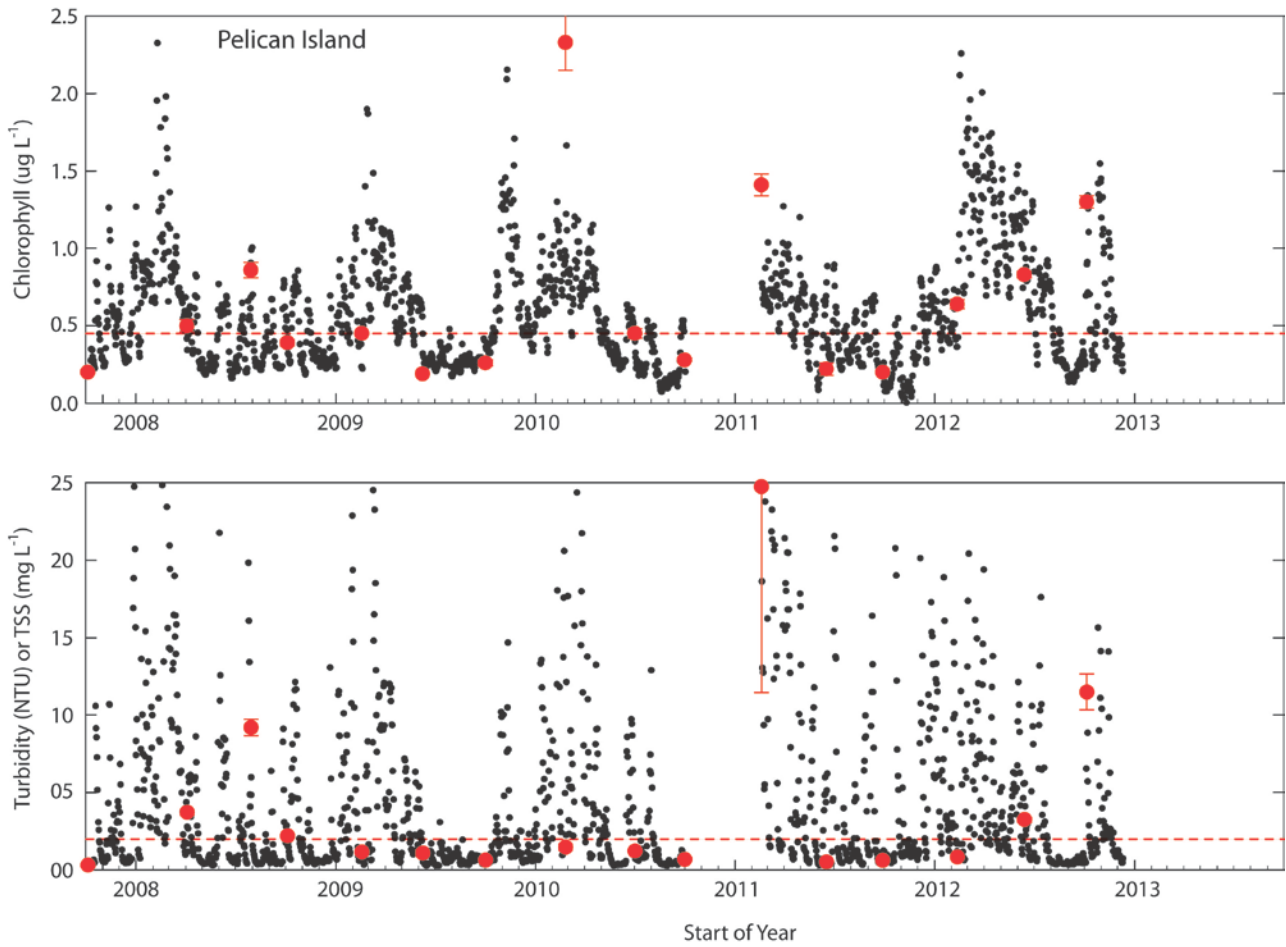 Pelican Island
Chlorophyll (ug L⁻¹)
2.5
2.0
1.5
1.0
0.5
0.0
2008 2009 2010 2011 2012 2013
Turbidity (NTU) or TSS (mg L⁻¹)
25
20
15
10
05
00
2008 2009 2010 2011 2012 2013
Start of Year